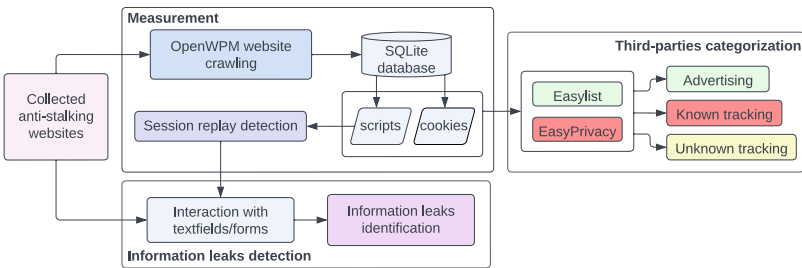 Measurement
OpenWPM website
crawling
SQLite
database
Third-parties categorization
Collected
anti-stalking
websites
Easylist
Advertising
Session replay detection
scripts
cookies
EasyPrivacy
Known tracking
Unknown tracking
Interaction with
textfields/forms
Information leaks
identification
Information leaks detection